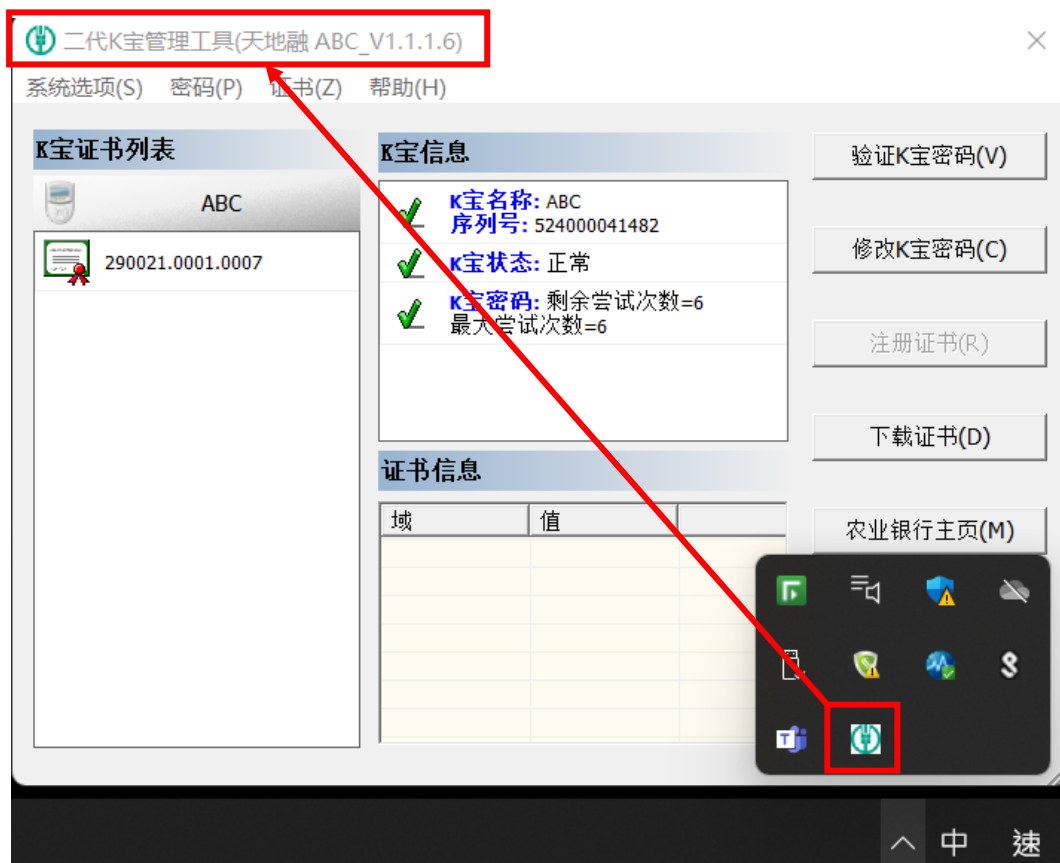 二代K宝管理工具(天地融 ABC_V1.1.1.6)
系统选项(S) 密码(P) 证书(Z) 帮助(H)
K宝证书列表
ABC
290021.0001.0007
K宝信息
K宝名称: ABC
序列号: 524000041482
K宝状态: 正常
K宝密码: 剩余尝试次数=6
最大尝试次数=6
证书信息
域 值
验证K宝密码(V)
修改K宝密码(C)
注册证书(R)
下载证书(D)
农业银行主页(M)
中 速